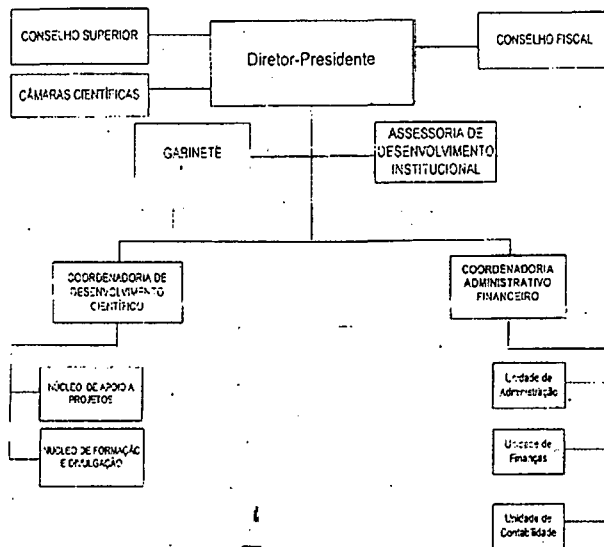 CONSELHO SUPERIOR
Diretor-Presidente
CONSELHO FISCAL
CÂMARAS CIENTÍFICAS
GABINETE
ASSESSORIA DE
DESENVOLVIMENTO
INSTITUCIONAL
COORDENADORIA DE
DESENVOLVIMENTO
CIENTÍFICO
COORDENADORIA
ADMINISTRATIVO
FINANCEIRO
NÚCLEO DE APOIO A
PROJETOS
NUCLEO DE FORMAÇÃO
E DIVULGAÇÃO
Unidade de
Administração
Unidade de
Finanças
Unidade de
Contabilidade